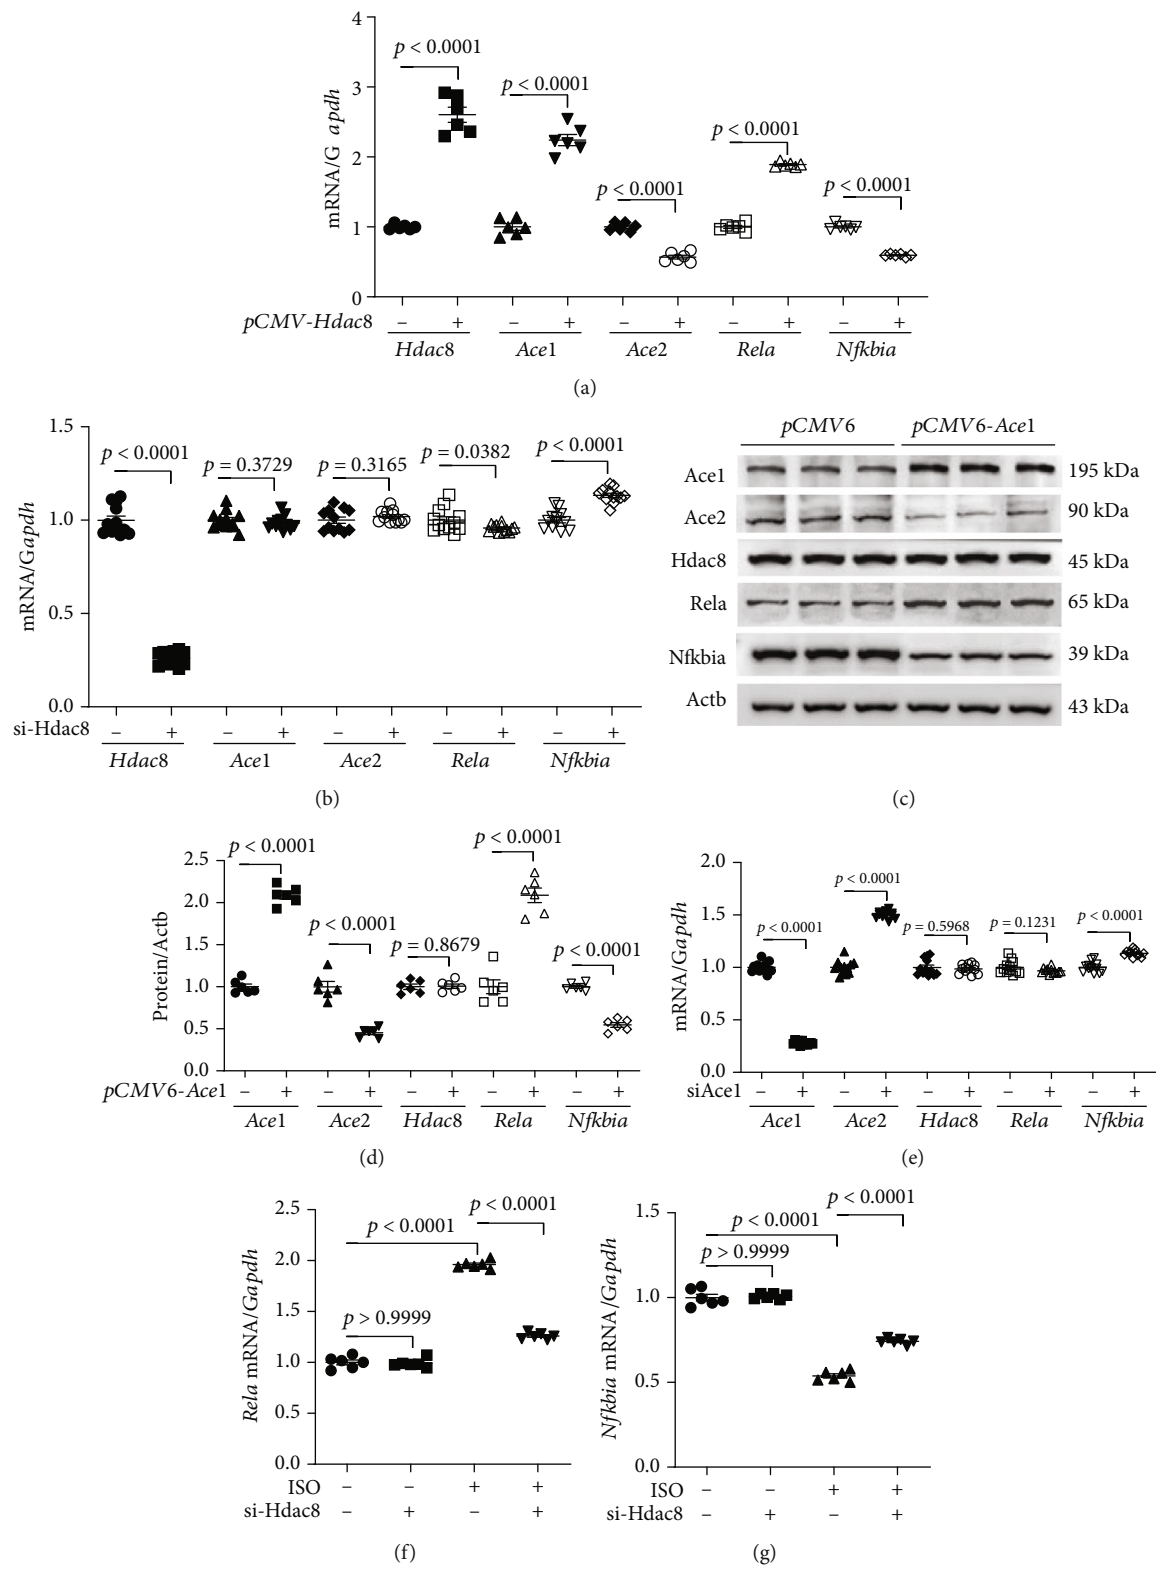 4
3
2
1
0
mRNA/G apdh
p < 0.0001
p < 0.0001
p < 0.0001
p < 0.0001
p < 0.0001
pCMV-Hdac8 – + – + – + – + – +
Hdac8 Ace1 Ace2 Rela Nfkbia
(a)
1.5
1.0
0.5
0.0
mRNA/Gapdh
p < 0.0001
p = 0.3729
p = 0.3165
p = 0.0382
p < 0.0001
si-Hdac8 – + – + – + – + – +
Hdac8 Ace1 Ace2 Rela Nfkbia
(b)
pCMV6 pCMV6-Ace1
Ace1 195 kDa
Ace2 90 kDa
Hdac8 45 kDa
Rela 65 kDa
Nfkbia 39 kDa
Actb 43 kDa
(c)
2.5
2.0
1.5
1.0
0.5
0.0
Protein/Actb
p < 0.0001
p < 0.0001
p = 0.8679
p < 0.0001
p < 0.0001
pCMV6-Ace1 – + – + – + – + – +
Ace1 Ace2 Hdac8 Rela Nfkbia
(d)
2.0
1.5
1.0
0.5
0.0
mRNA/Gapdh
p < 0.0001
p < 0.0001
p = 0.5968
p = 0.1231
p < 0.0001
siAce1 – + – + – + – + – +
Ace1 Ace2 Hdac8 Rela Nfkbia
(e)
2.5
2.0
1.5
1.0
0.5
0.0
Rela mRNA/Gapdh
p < 0.0001
p < 0.0001
p > 0.9999
ISO – – + +
si-Hdac8 – + – +
(f)
1.5
1.0
0.5
0.0
Nfkbia mRNA/Gapdh
p < 0.0001
p < 0.0001
p > 0.9999
ISO – – + +
si-Hdac8 – + – +
(g)